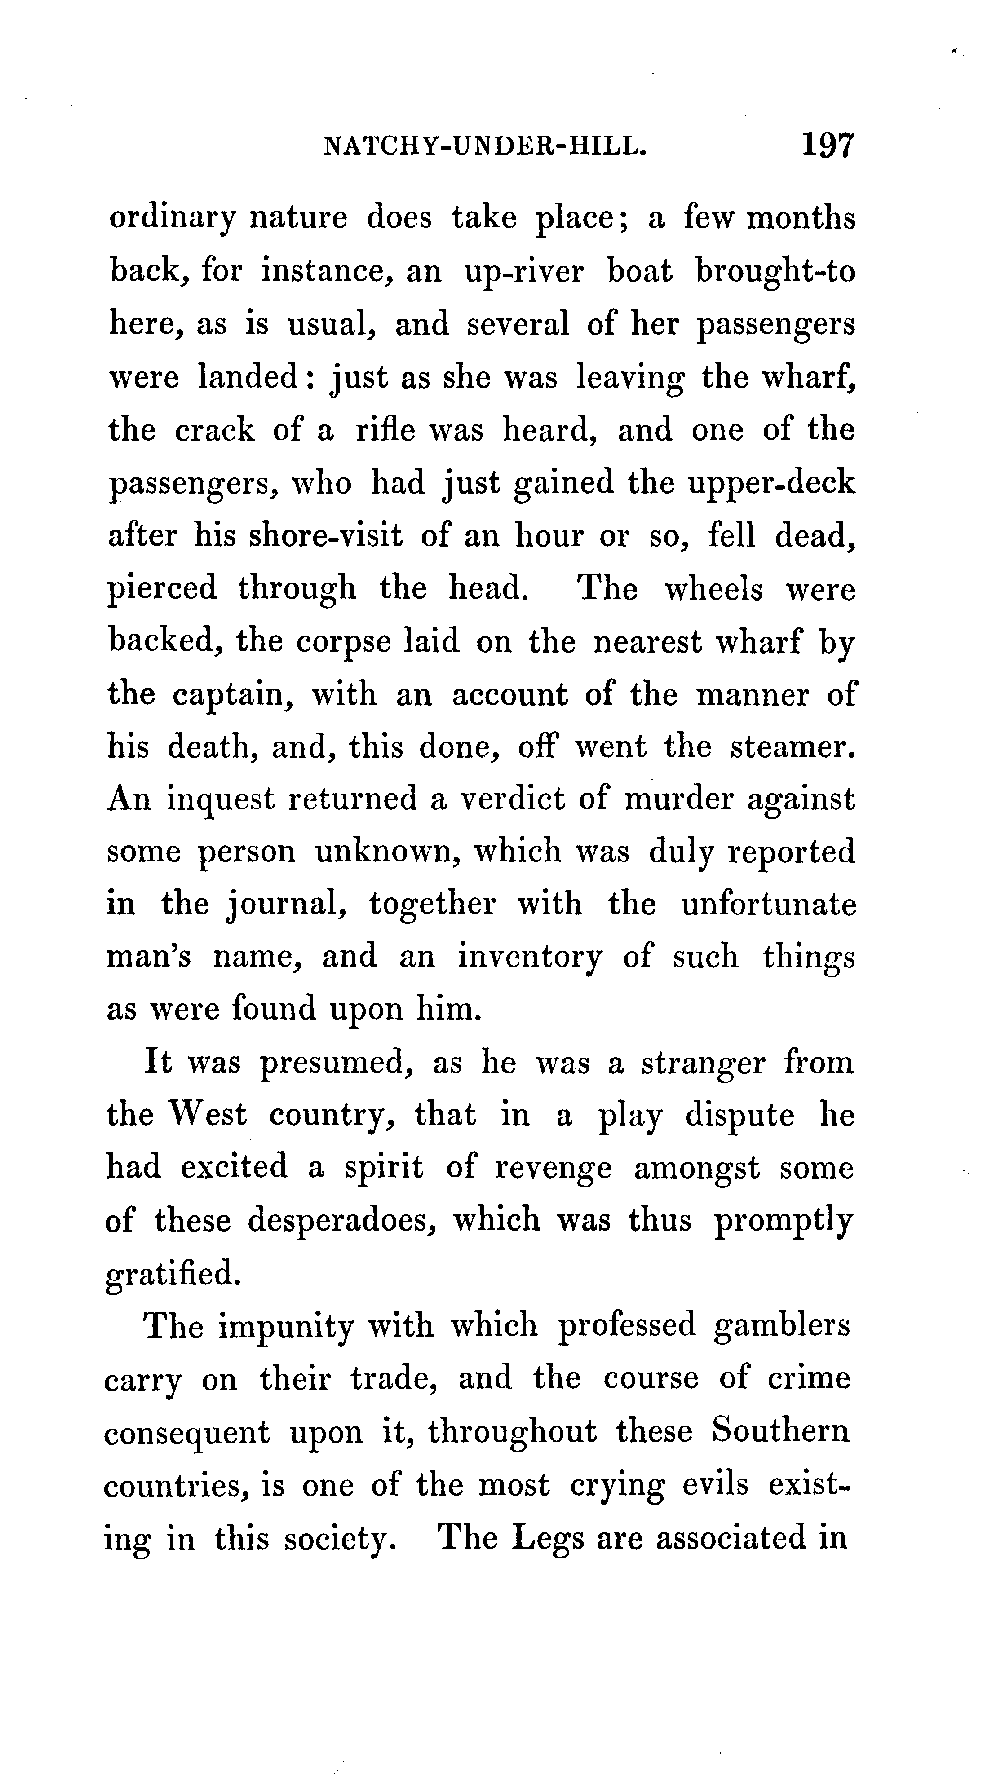 NATCHY-UNDER-HILL. 197
ordinary nature does take place; a few months
back, for instance, an up-river boat brought-to
here, as is usual, and several of her passengers
were landed: just as she was leaving the wharf,
the crack of a rifle was heard, and one of the
passengers, who had just gained the upper-deck
after his shore-visit of an hour or so, fell dead,
pierced through the head. The wheels were
backed, the corpse laid on the nearest wharf by
the captain, with an account of the manner of
his death, and, this done, off went the steamer.
An inquest returned a verdict of murder against
some person unknown, which was duly reported
in the journal, together with the unfortunate
man's name, and an inventory of such things
as were found upon him.
It was presumed, as he was a stranger from
the West country, that in a play dispute he
had excited a spirit of revenge amongst some
of these desperadoes, which was thus promptly
gratified.
The impunity with which professed gamblers
carry on their trade, and the course of crime
consequent upon it, throughout these Southern
countries, is one of the most crying evils exist-
ing in this society. The Legs are associated in